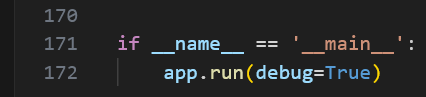 170
171 if __name__ == '__main__':
172     app.run(debug=True)